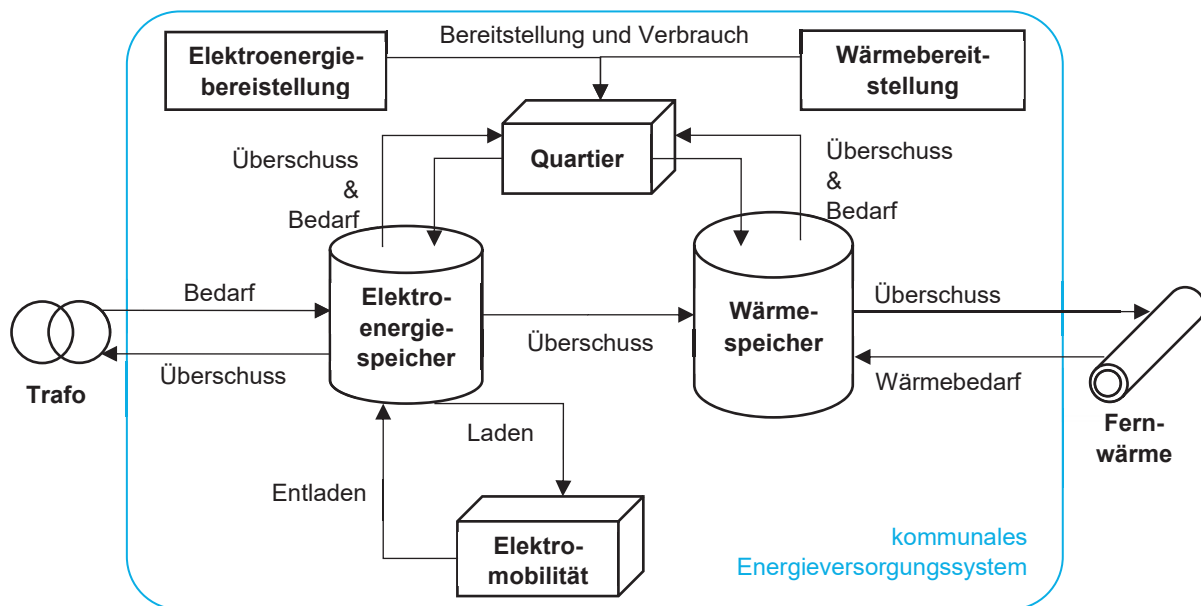 Bereitstellung und Verbrauch
Elektroenergie-
bereistellung
Wärmebereit-
stellung
Quartier
Überschuss
&
Bedarf
Überschuss
&
Bedarf
Bedarf
Elektro-
energie-
speicher
Überschuss
Wärme-
speicher
Überschuss
Überschuss
Wärmebedarf
Trafo
Fern-
wärme
Laden
Entladen
Elektro-
mobilität
kommunales
Energieversorgungssystem